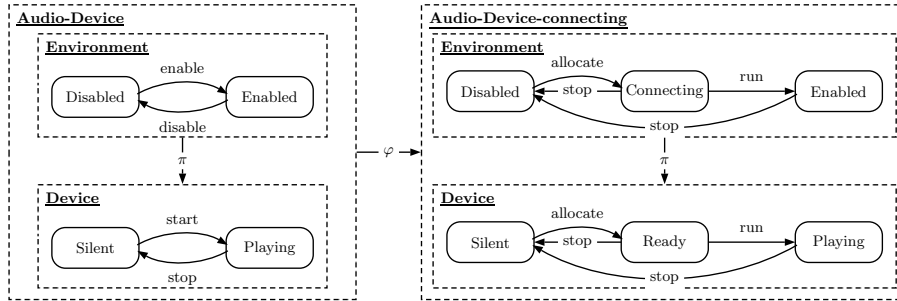 Audio-Device
Environment
enable
Disabled
Enabled
disable
π
Device
start
Silent
Playing
stop
φ
Audio-Device-connecting
Environment
allocate
run
Disabled
stop
Connecting
Enabled
stop
π
Device
allocate
run
Silent
stop
Ready
Playing
stop